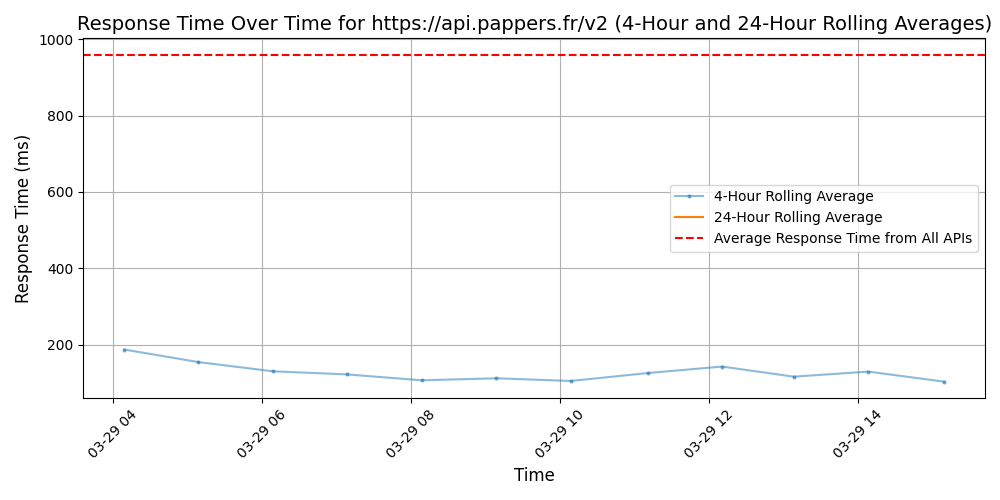 Response Time Over Time for https://api.pappers.fr/v2 (4-Hour and 24-Hour Rolling Averages)
Response Time (ms)
1000
800
600
400
200
4-Hour Rolling Average
24-Hour Rolling Average
Average Response Time from All APIs
03-29 04
03-29 06
03-29 08
03-29 10
03-29 12
03-29 14
Time